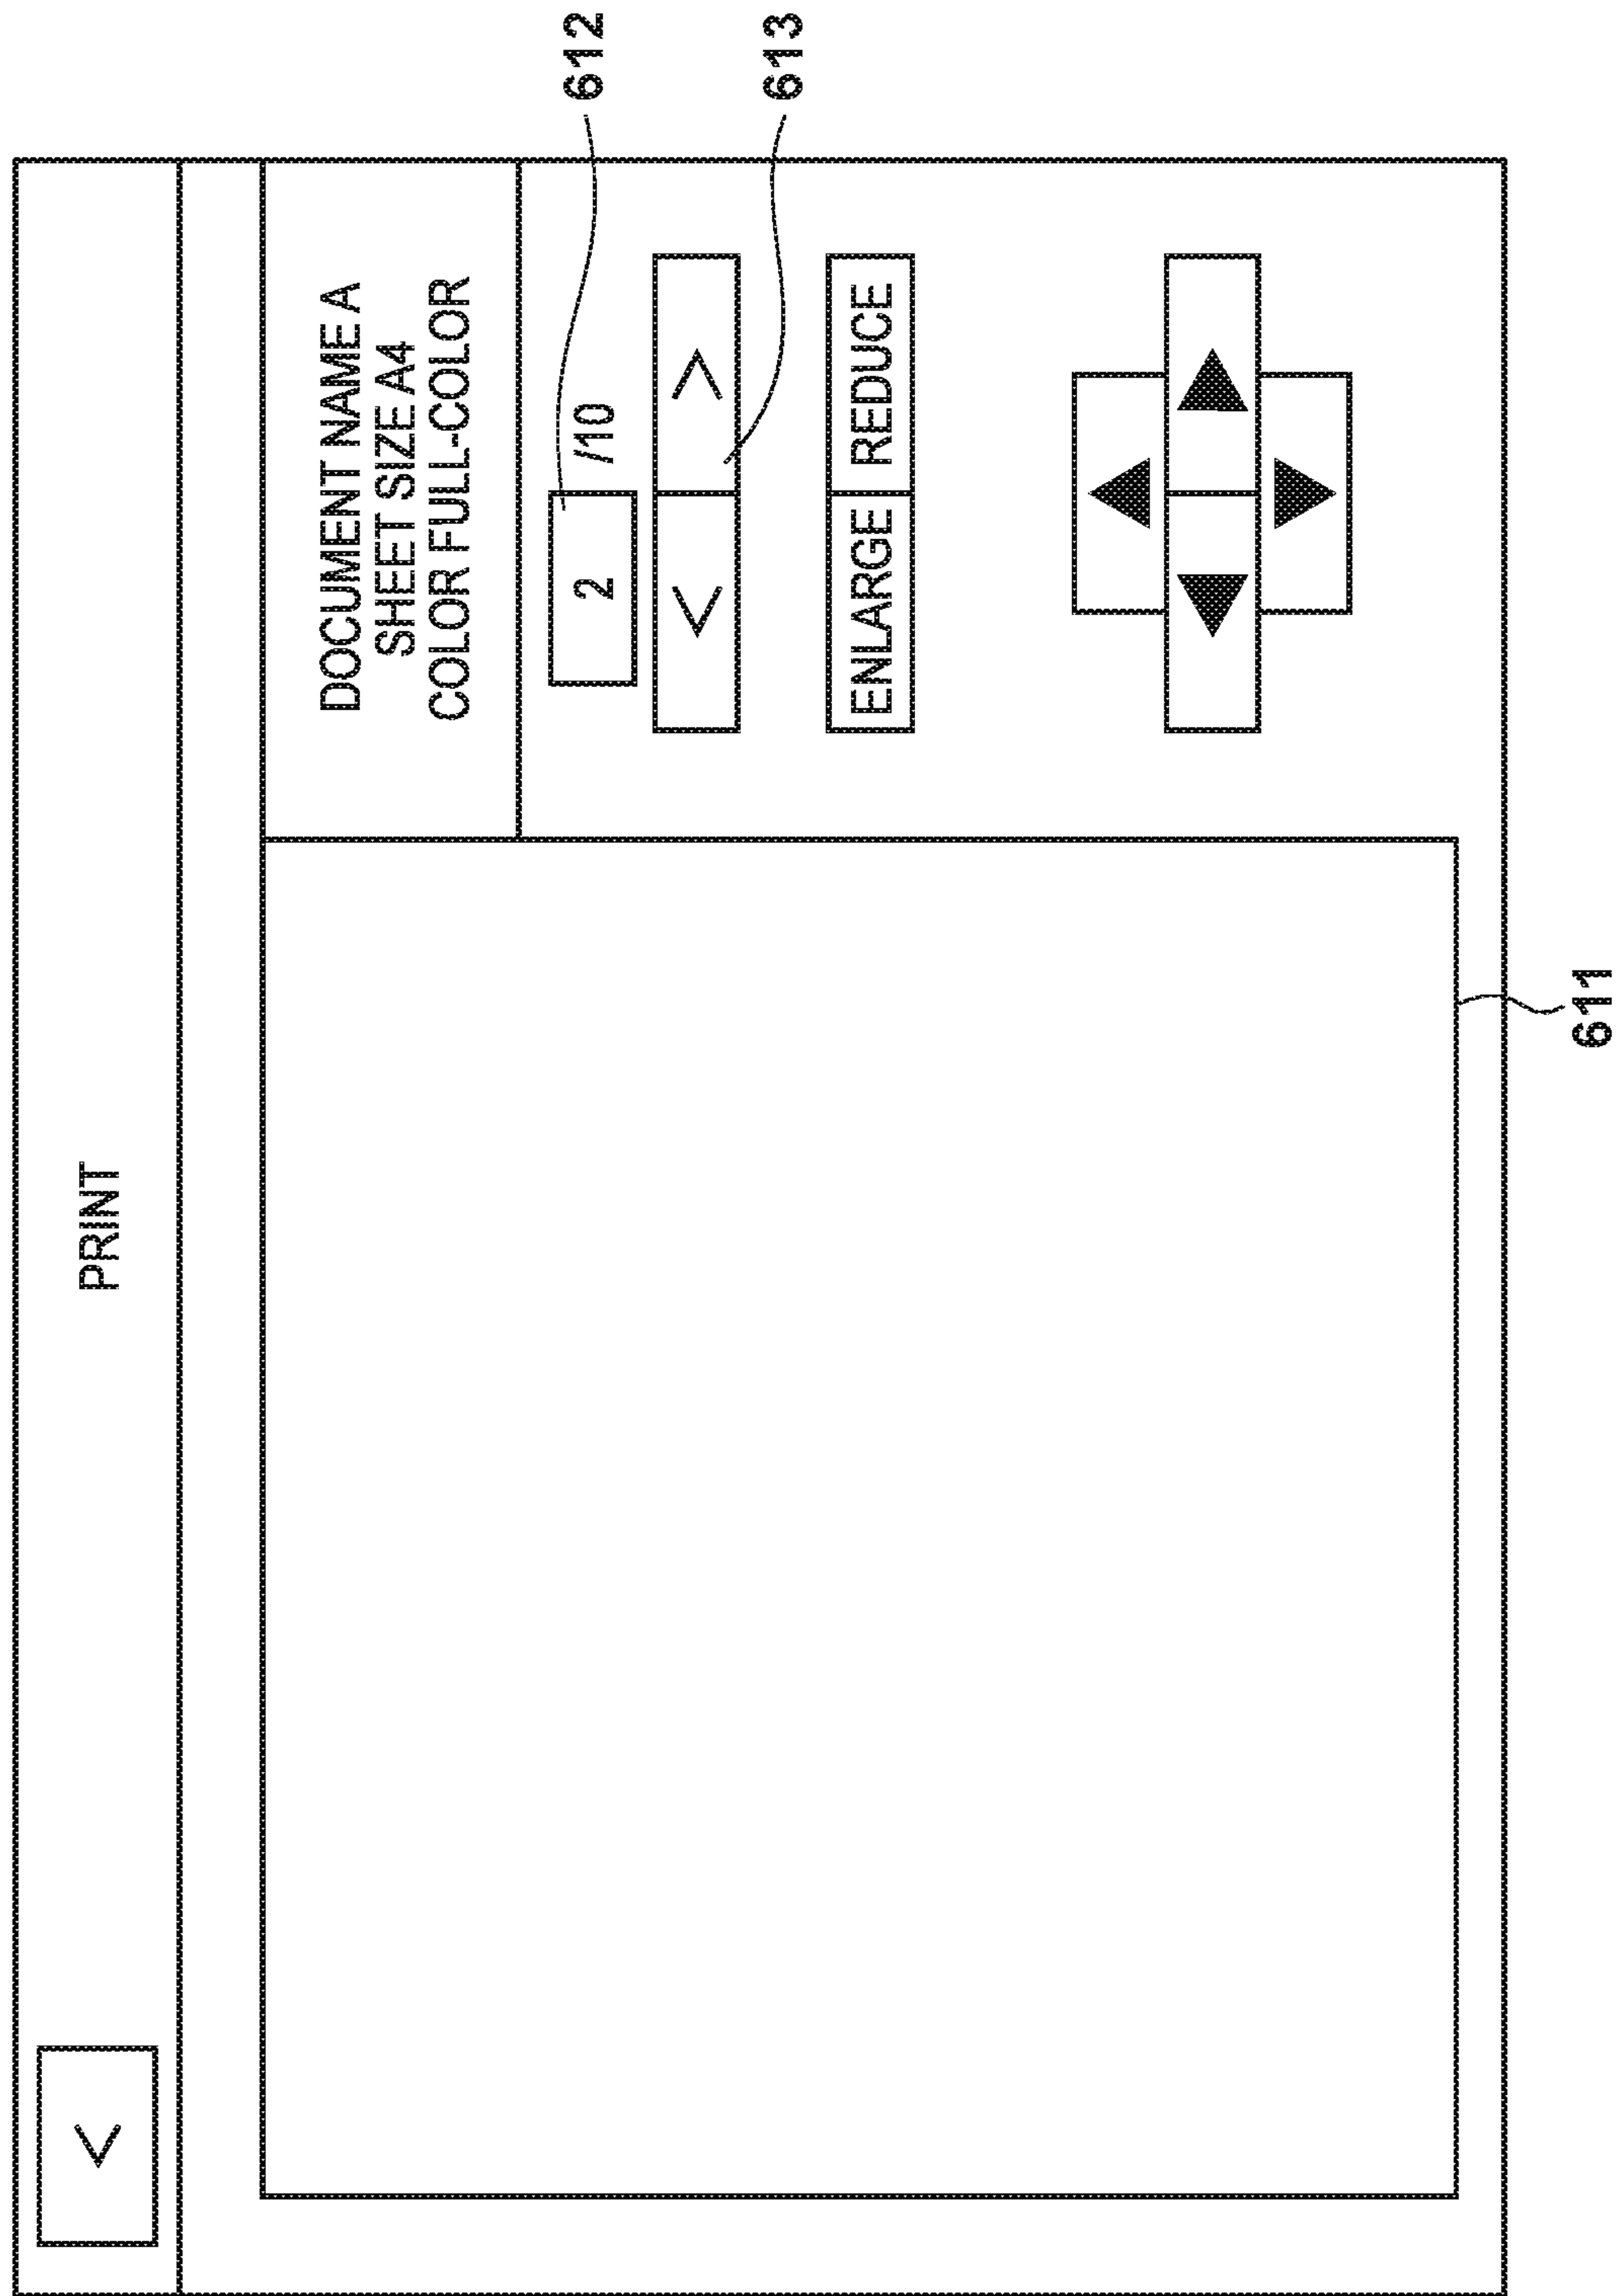 <
PRINT
DOCUMENT NAME A
SHEET SIZE A4
COLOR FULL-COLOR
2 /10
< >
ENLARGE REDUCE
612
613
611